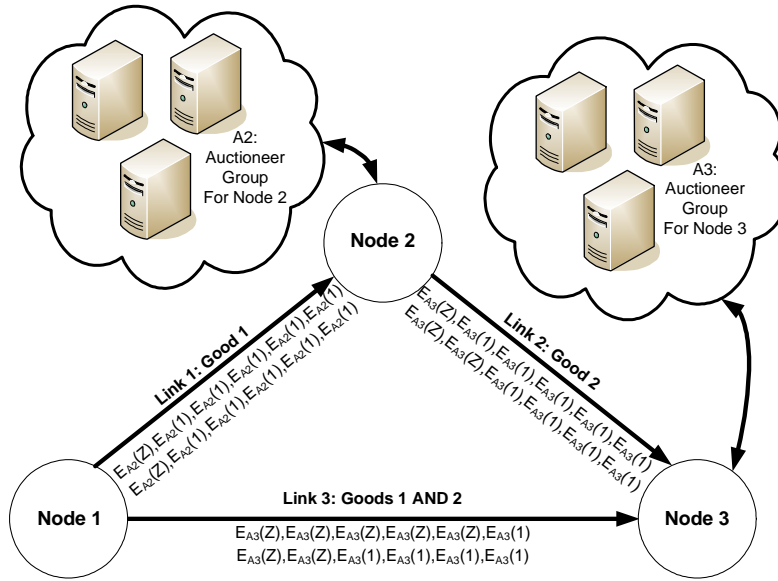 A2:
Auctioneer
Group
For Node 2
A3:
Auctioneer
Group
For Node 3
Node 2
Link 1: Good 1
E_A2(Z),E_A2(1),E_A2(1),E_A2(1),E_A2(1),E_A2(1)
E_A2(Z),E_A2(1),E_A2(1),E_A2(1),E_A2(1),E_A2(1)
Link 2: Good 2
E_A3(Z),E_A3(1),E_A3(1),E_A3(1),E_A3(1),E_A3(1)
E_A3(Z),E_A3(Z),E_A3(1),E_A3(1),E_A3(1),E_A3(1)
Node 1
Link 3: Goods 1 AND 2
E_A3(Z),E_A3(Z),E_A3(Z),E_A3(Z),E_A3(Z),E_A3(1)
E_A3(Z),E_A3(Z),E_A3(1),E_A3(1),E_A3(1),E_A3(1)
Node 3